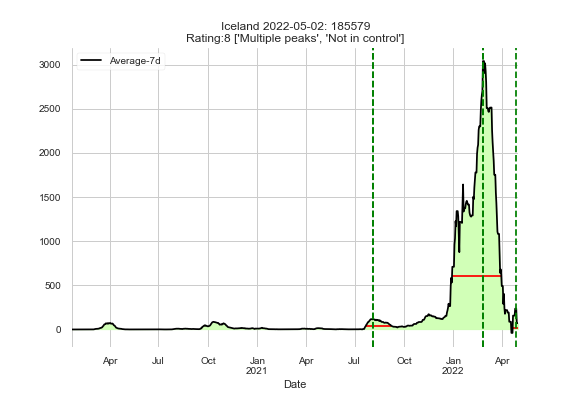 Iceland 2022-05-02: 185579
Rating:8 ['Multiple peaks', 'Not in control']
Average-7d
3000
2500
2000
1500
1000
500
0
Apr Jul Oct Jan Apr Jul Oct Jan Apr
2021 2022
Date